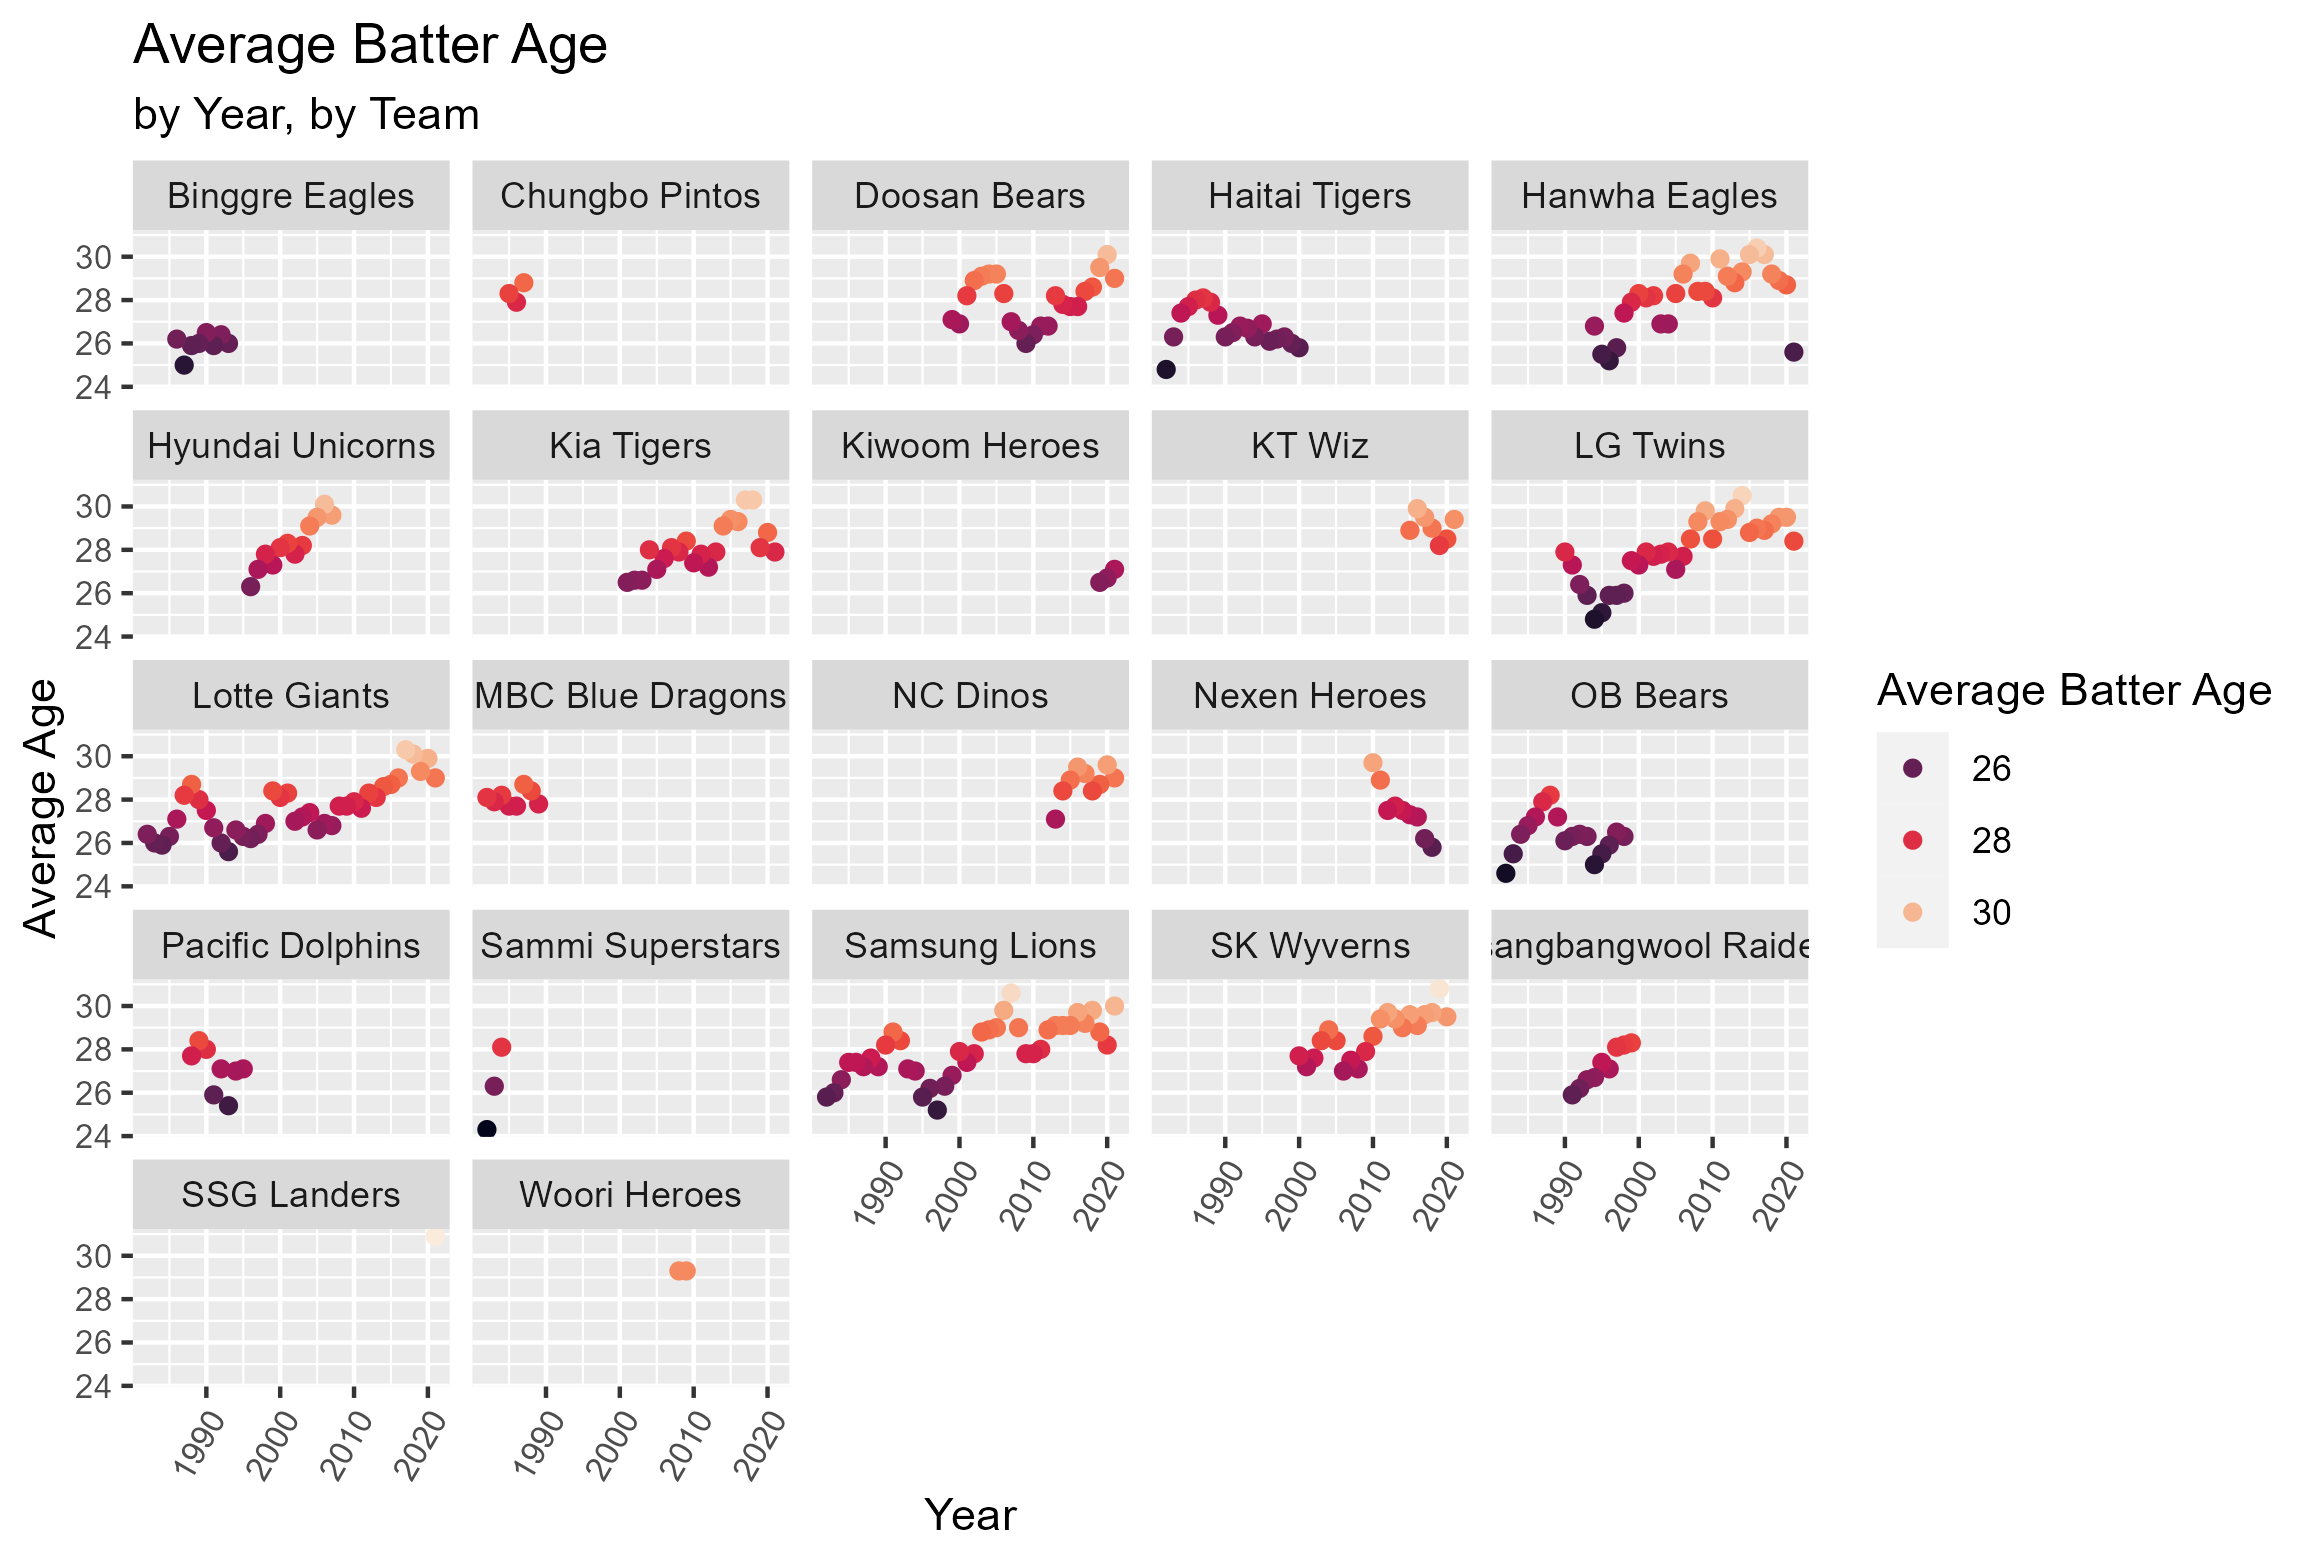 Average Batter Age
by Year, by Team
Binggre Eagles Chungbo Pintos Doosan Bears Haitai Tigers Hanwha Eagles
30
28
26
24
Hyundai Unicorns Kia Tigers Kiwoom Heroes KT Wiz LG Twins
30
28
26
24
Lotte Giants MBC Blue Dragons NC Dinos Nexen Heroes OB Bears
30
28
26
24
Pacific Dolphins Sammi Superstars Samsung Lions SK Wyverns sangbangwool Raide
30
28
26
24
1990 2000 2010 2020 1990 2000 2010 2020 1990 2000 2010 2020
SSG Landers Woori Heroes
30
28
26
24
1990 2000 2010 2020 1990 2000 2010 2020
Average Age
Year
Average Batter Age
26
28
30